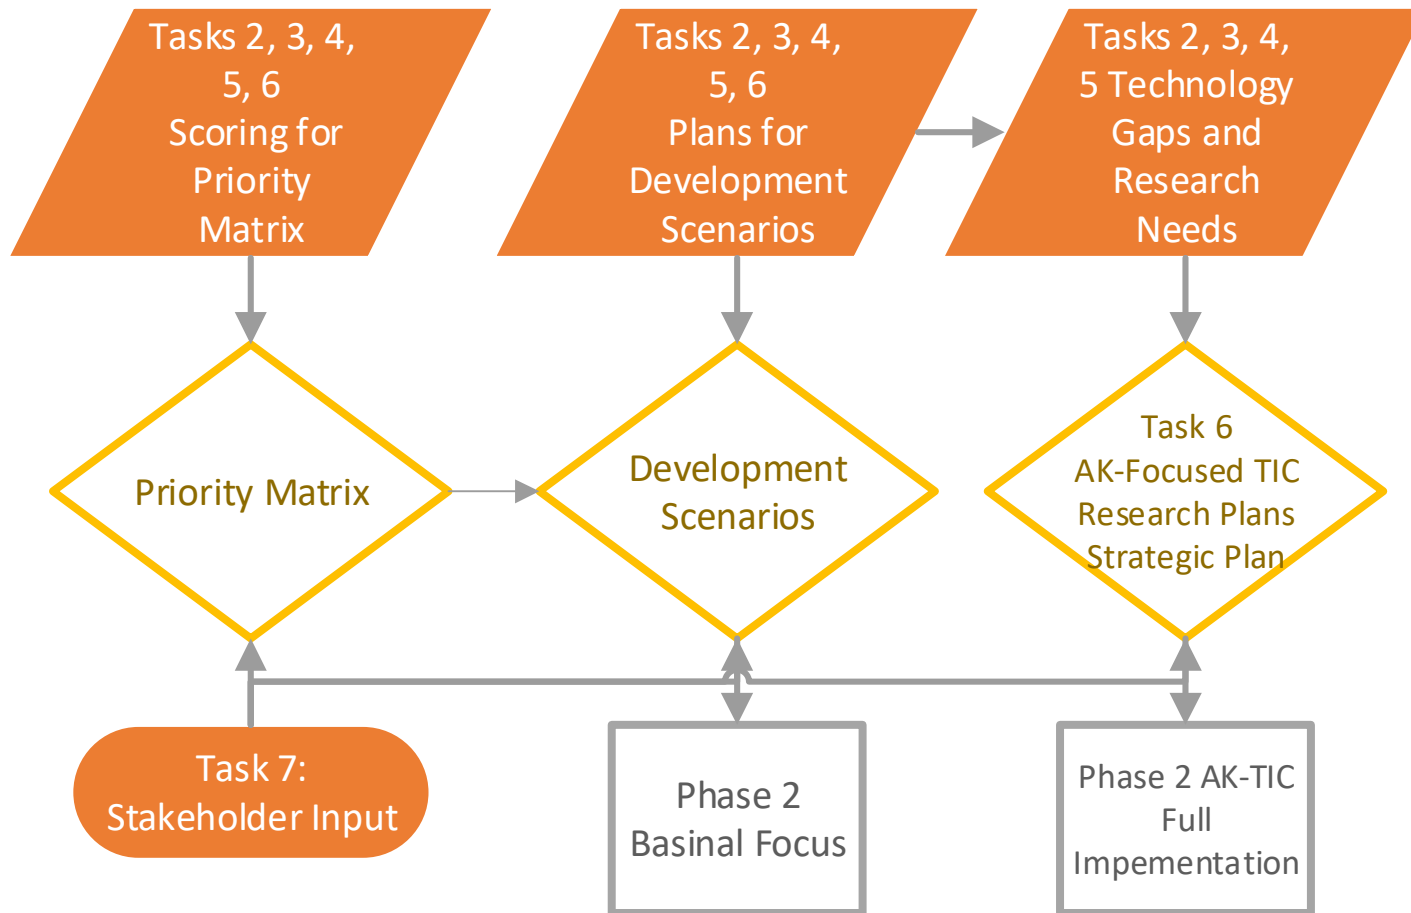 Tasks 2, 3, 4,
5, 6
Scoring for
Priority
Matrix
Tasks 2, 3, 4,
5, 6
Plans for
Development
Scenarios
Tasks 2, 3, 4,
5 Technology
Gaps and
Research
Needs
Priority Matrix
Development
Scenarios
Task 6
AK-Focused TIC
Research Plans
Strategic Plan
Task 7:
Stakeholder Input
Phase 2
Basinal Focus
Phase 2 AK-TIC
Full
Impementation